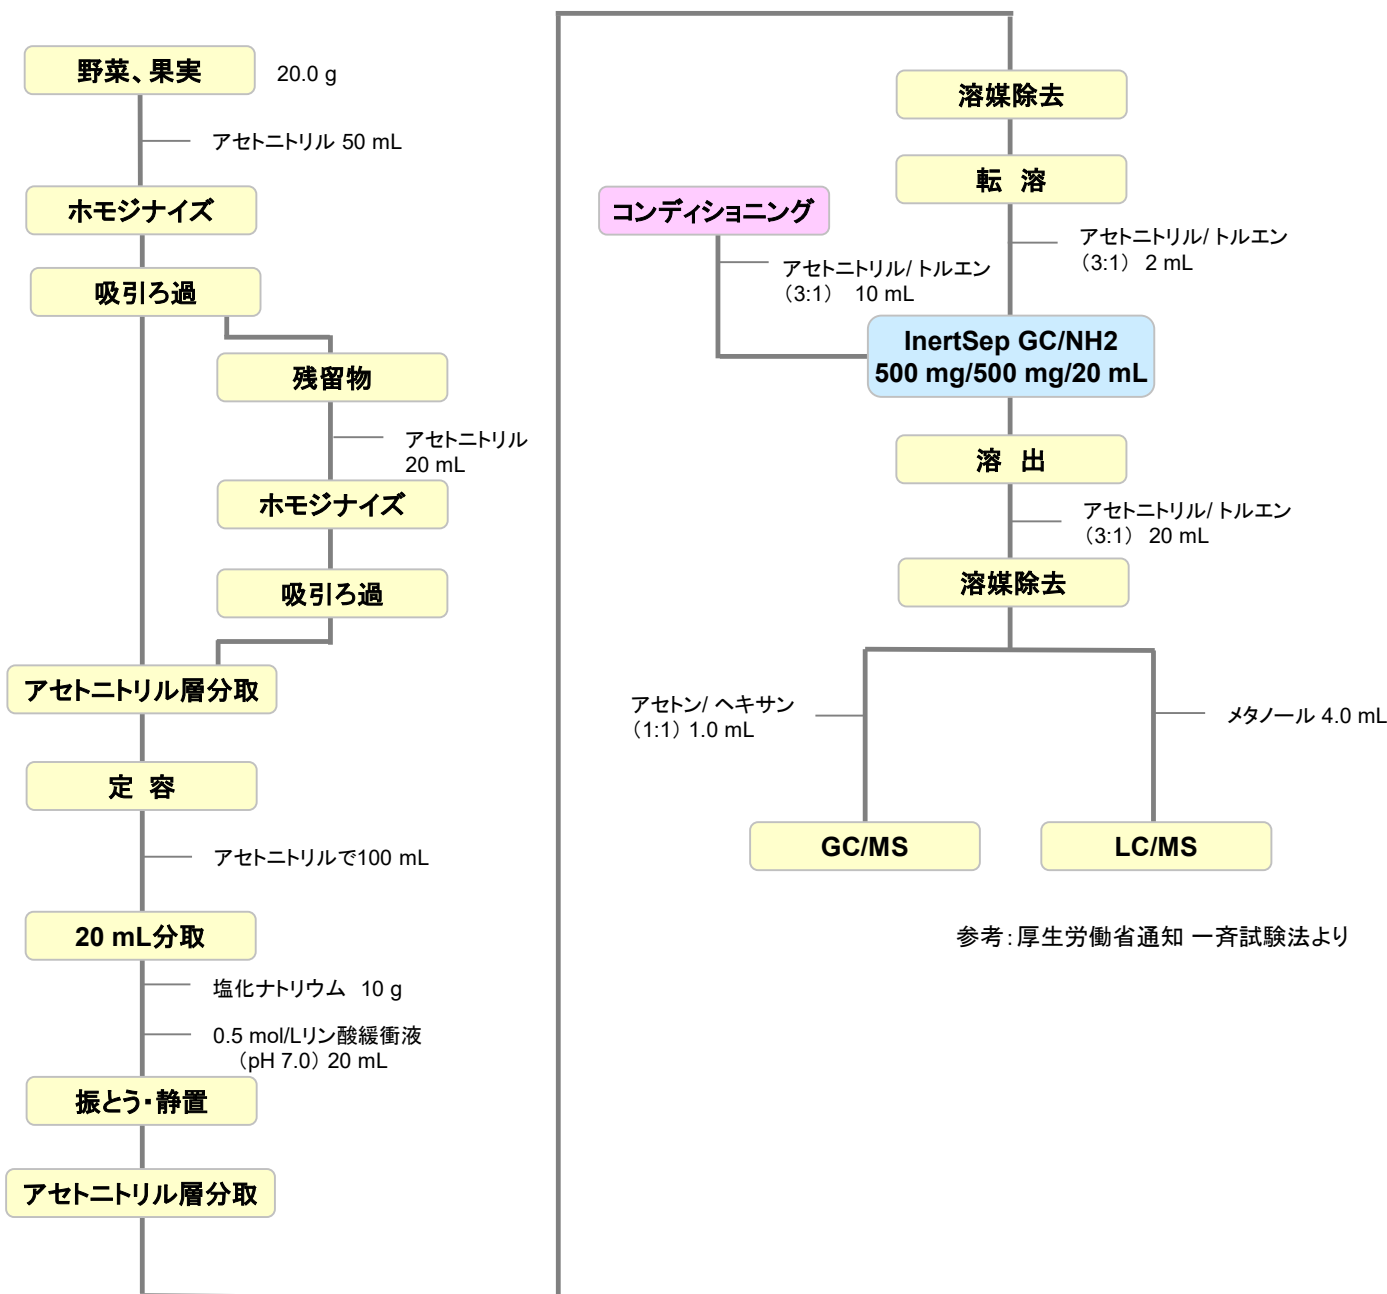 野菜、果実
20.0 g
アセトニトリル 50 mL
ホモジナイズ
吸引ろ過
残留物
アセトニトリル
20 mL
ホモジナイズ
吸引ろ過
アセトニトリル層分取
定 容
アセトニトリルで100 mL
20 mL分取
塩化ナトリウム 10 g
0.5 mol/Lリン酸緩衝液
（pH 7.0） 20 mL
振とう・静置
アセトニトリル層分取
溶媒除去
転 溶
アセトニトリル/ トルエン
（3:1） 2 mL
コンディショニング
アセトニトリル/ トルエン
（3:1） 10 mL
InertSep GC/NH2
500 mg/500 mg/20 mL
溶 出
アセトニトリル/ トルエン
（3:1） 20 mL
溶媒除去
アセトン/ ヘキサン
（1:1） 1.0 mL
メタノール 4.0 mL
GC/MS
LC/MS
参考：厚生労働省通知 一斉試験法より